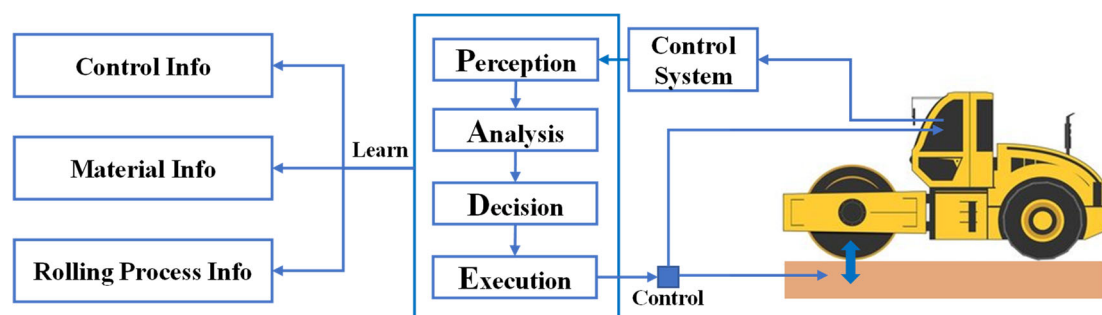 Control Info
Material Info
Rolling Process Info
Learn
Perception
Analysis
Decision
Execution
Control
System
Control